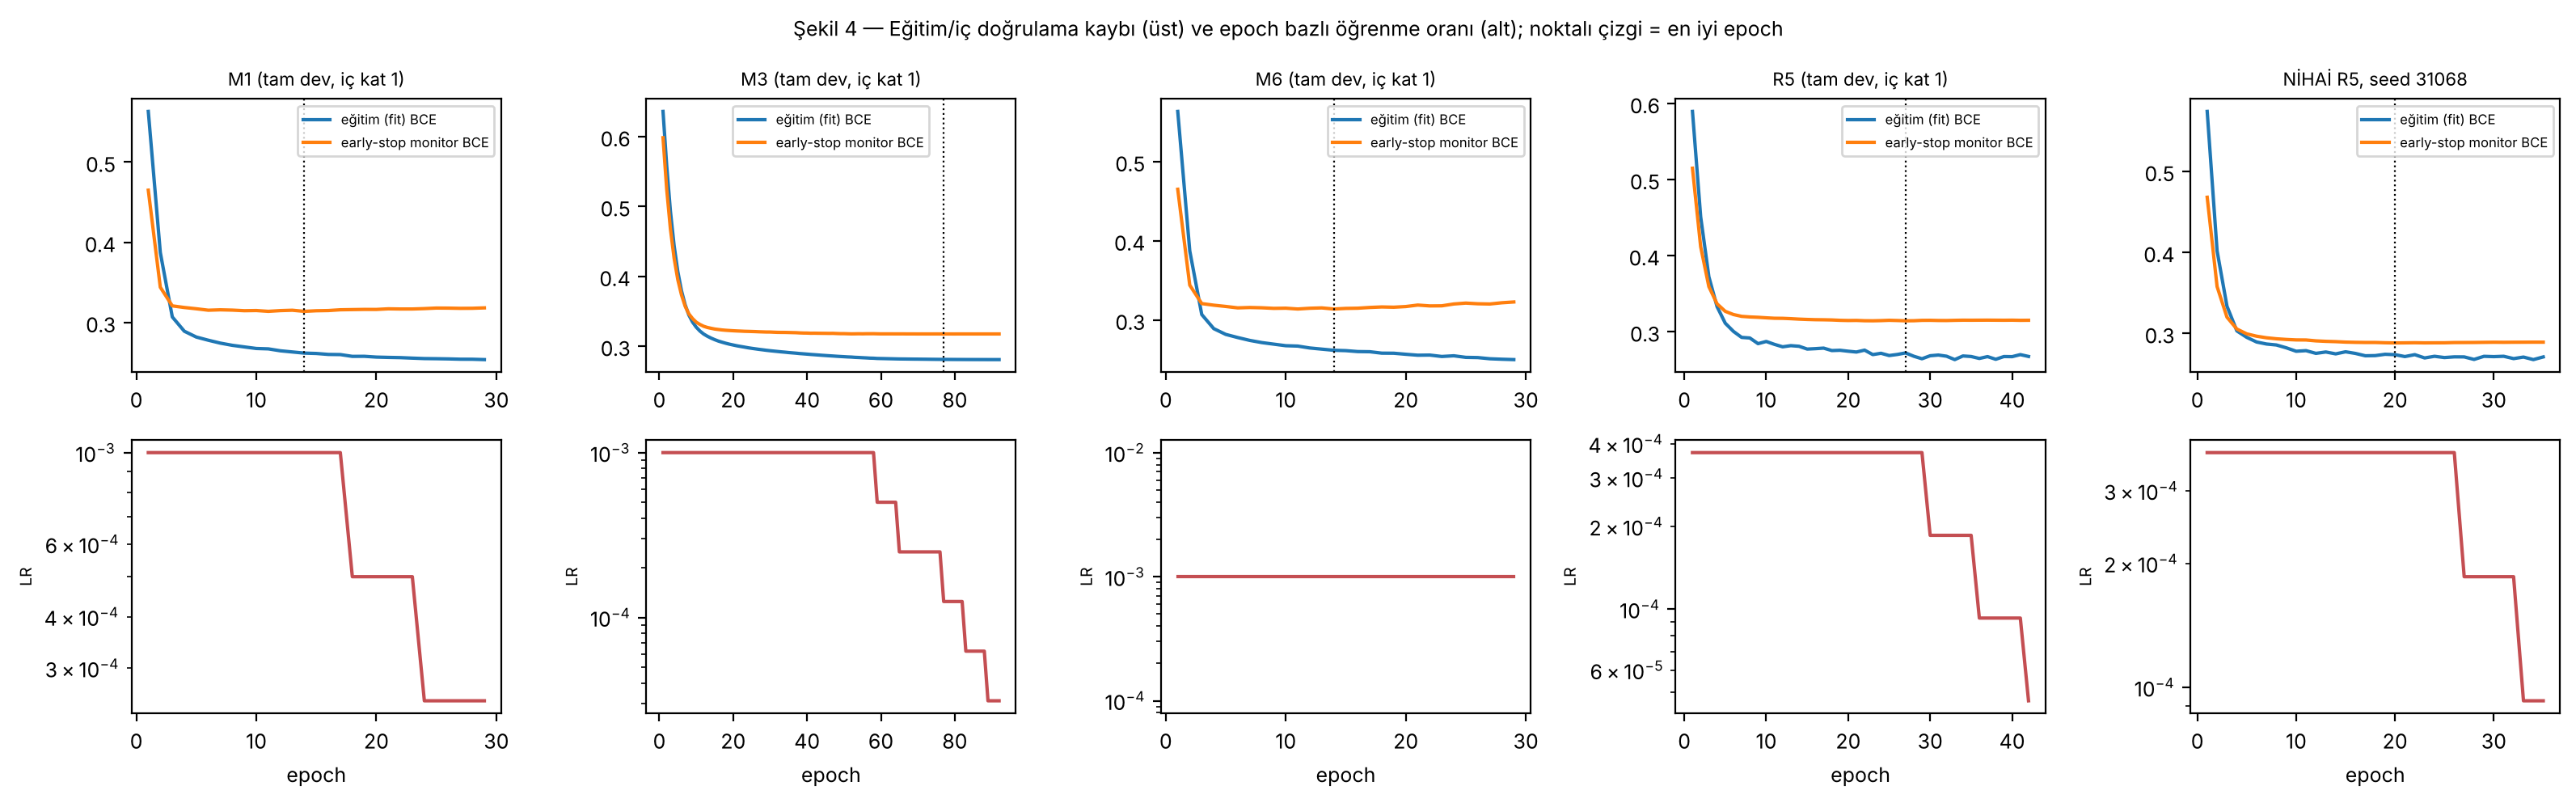 Şekil 4 — Eğitim/iç doğrulama kaybı (üst) ve epoch bazlı öğrenme oranı (alt); noktalı çizgi = en iyi epoch
M1 (tam dev, iç kat 1)
eğitim (fit) BCE
early-stop monitor BCE
0.5
0.4
0.3
0 10 20 30
M3 (tam dev, iç kat 1)
eğitim (fit) BCE
early-stop monitor BCE
0.6
0.5
0.4
0.3
0 20 40 60 80
M6 (tam dev, iç kat 1)
eğitim (fit) BCE
early-stop monitor BCE
0.5
0.4
0.3
0 10 20 30
R5 (tam dev, iç kat 1)
eğitim (fit) BCE
early-stop monitor BCE
0.6
0.5
0.4
0.3
0 10 20 30 40
NİHAİ R5, seed 31068
eğitim (fit) BCE
early-stop monitor BCE
0.5
0.4
0.3
0 10 20 30
LR
10⁻³
6 × 10⁻⁴
4 × 10⁻⁴
3 × 10⁻⁴
0 10 20 30
epoch
LR
10⁻³
10⁻⁴
0 20 40 60 80
epoch
LR
10⁻²
10⁻³
10⁻⁴
0 10 20 30
epoch
LR
4 × 10⁻⁴
3 × 10⁻⁴
2 × 10⁻⁴
10⁻⁴
6 × 10⁻⁵
0 10 20 30 40
epoch
LR
3 × 10⁻⁴
2 × 10⁻⁴
10⁻⁴
0 10 20 30
epoch